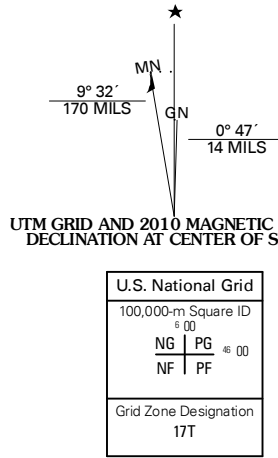 ★
MN
GN
9° 32´
170 MILS
0° 47´
14 MILS
UTM GRID AND 2010 MAGNETIC
DECLINATION AT CENTER OF S
U.S. National Grid
100,000-m Square ID
6 00
NG PG 46 00
NF PF
Grid Zone Designation
17T